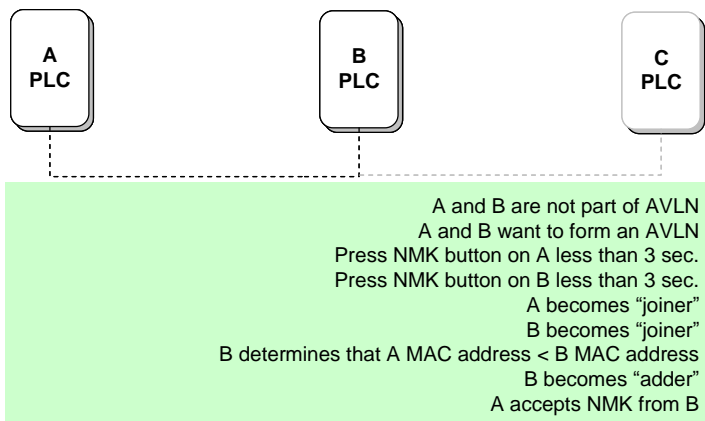 A
PLC
B
PLC
C
PLC
A and B are not part of AVLN
A and B want to form an AVLN
Press NMK button on A less than 3 sec.
Press NMK button on B less than 3 sec.
A becomes “joiner”
B becomes “joiner”
B determines that A MAC address < B MAC address
B becomes “adder”
A accepts NMK from B